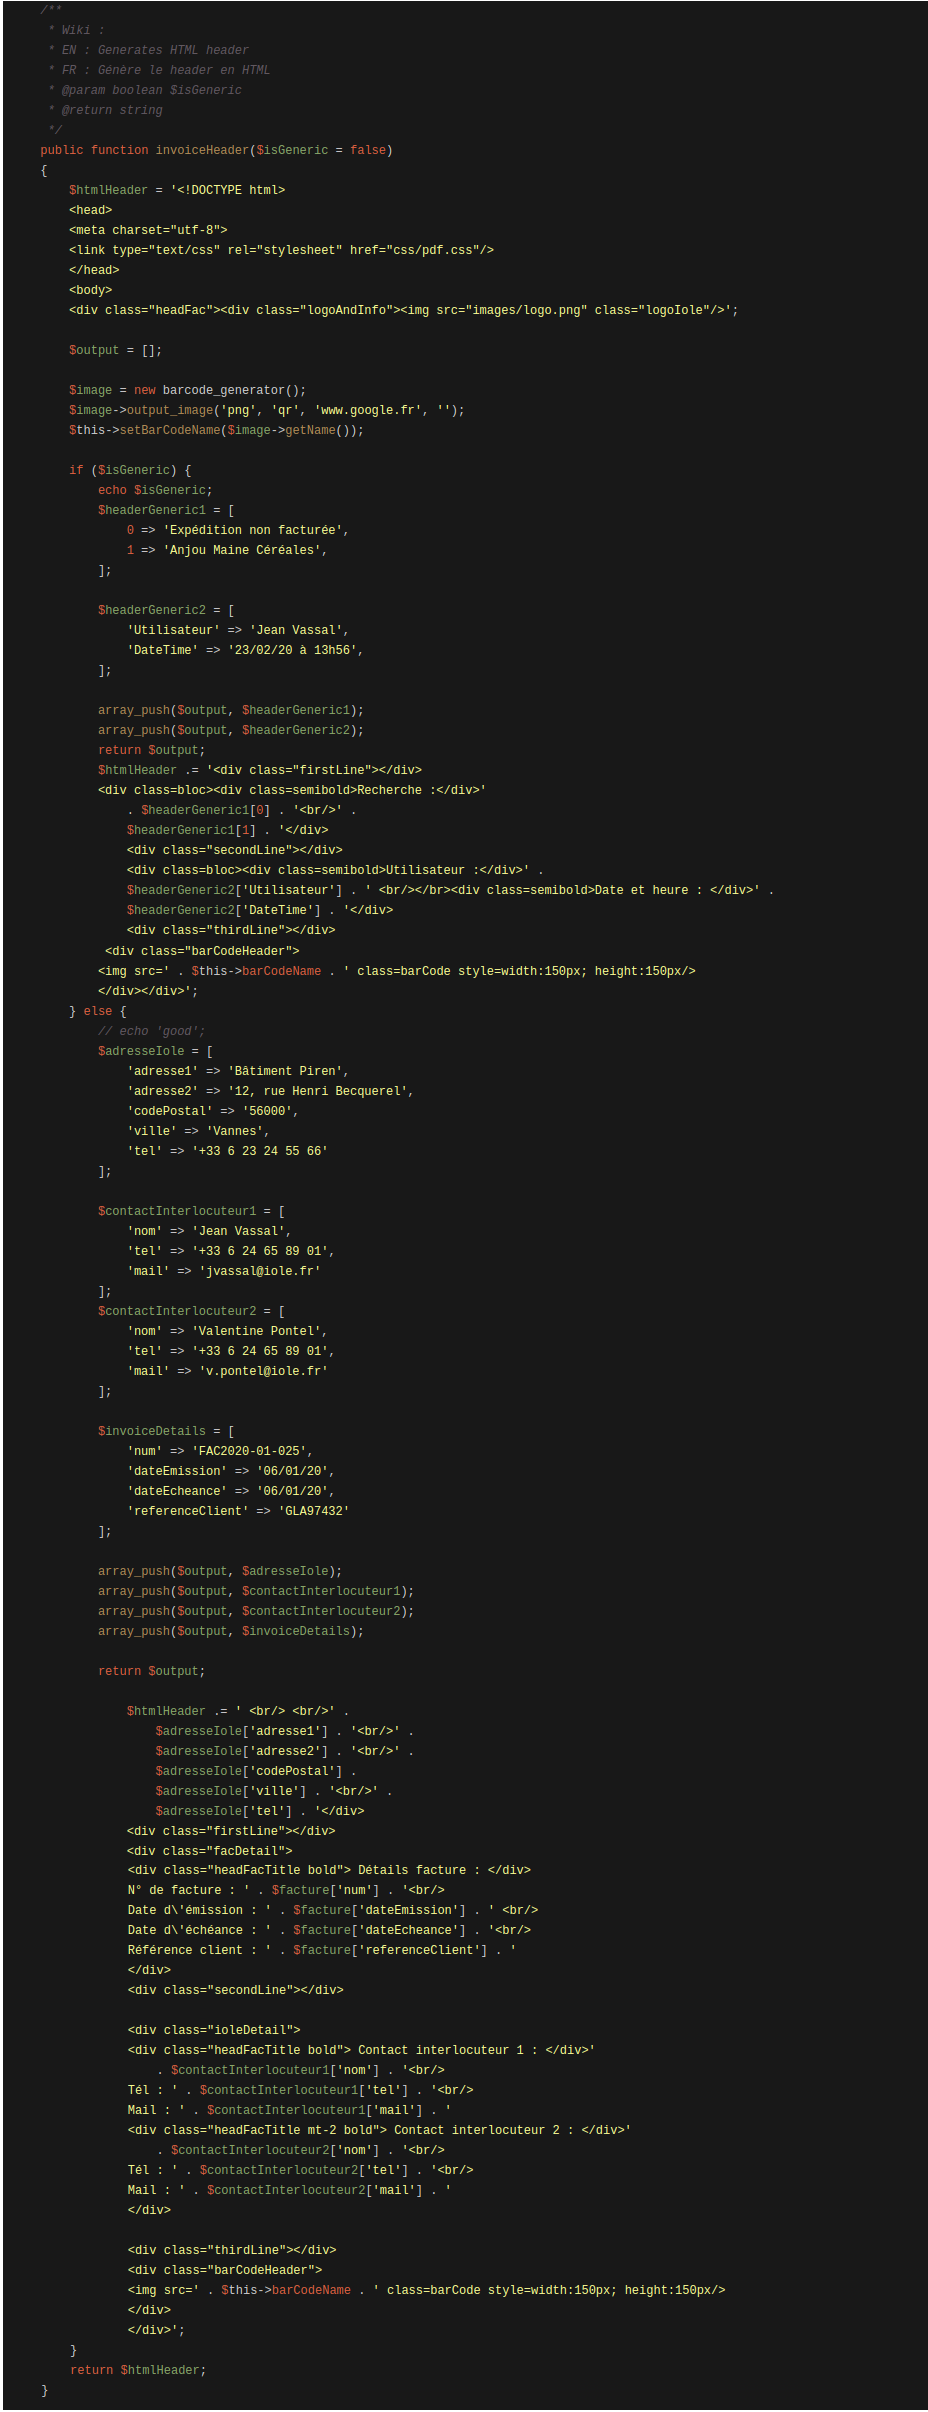 /**
 * Wiki :
 * EN : Generates HTML header
 * FR : Génère le header en HTML
 * @param boolean $isGeneric
 * @return string
 */
public function invoiceHeader($isGeneric = false)
{
    $htmlHeader = '<!DOCTYPE html>
    <head>
    <meta charset="utf-8">
    <link type="text/css" rel="stylesheet" href="css/pdf.css"/>
    </head>
    <body>
    <div class="headFac"><div class="logoAndInfo"><img src="images/logo.png" class="logoIole"/>';

    $output = [];

    $image = new barcode_generator();
    $image->output_image('png', 'qr', 'www.google.fr', '');
    $this->setBarCodeName($image->getName());

    if ($isGeneric) {
        echo $isGeneric;
        $headerGeneric1 = [
            0 => 'Expédition non facturée',
            1 => 'Anjou Maine Céréales',
        ];

        $headerGeneric2 = [
            'Utilisateur' => 'Jean Vassal',
            'DateTime' => '23/02/20 à 13h56',
        ];

        array_push($output, $headerGeneric1);
        array_push($output, $headerGeneric2);
        return $output;
        $htmlHeader .= '<div class="firstLine"></div>
        <div class=bloc><div class=semibold>Recherche :</div>'
            . $headerGeneric1[0] . '<br/>' .
            $headerGeneric1[1] . '</div>
            <div class="secondLine"></div>
            <div class=bloc><div class=semibold>Utilisateur :</div>' .
            $headerGeneric2['Utilisateur'] . ' <br/></br><div class=semibold>Date et heure : </div>' .
            $headerGeneric2['DateTime'] . '</div>
            <div class="thirdLine"></div>
         <div class="barCodeHeader">
        <img src=' . $this->barCodeName . ' class=barCode style=width:150px; height:150px/>
        </div></div>';
    } else {
        // echo 'good';
        $adresseIole = [
            'adresse1' => 'Bâtiment Piren',
            'adresse2' => '12, rue Henri Becquerel',
            'codePostal' => '56000',
            'ville' => 'Vannes',
            'tel' => '+33 6 23 24 55 66'
        ];

        $contactInterlocuteur1 = [
            'nom' => 'Jean Vassal',
            'tel' => '+33 6 24 65 89 01',
            'mail' => 'jvassal@iole.fr'
        ];
        $contactInterlocuteur2 = [
            'nom' => 'Valentine Pontel',
            'tel' => '+33 6 24 65 89 01',
            'mail' => 'v.pontel@iole.fr'
        ];

        $invoiceDetails = [
            'num' => 'FAC2020-01-025',
            'dateEmission' => '06/01/20',
            'dateEcheance' => '06/01/20',
            'referenceClient' => 'GLA97432'
        ];

        array_push($output, $adresseIole);
        array_push($output, $contactInterlocuteur1);
        array_push($output, $contactInterlocuteur2);
        array_push($output, $invoiceDetails);

        return $output;

            $htmlHeader .= ' <br/> <br/>' .
                $adresseIole['adresse1'] . '<br/>' .
                $adresseIole['adresse2'] . '<br/>' .
                $adresseIole['codePostal'] .
                $adresseIole['ville'] . '<br/>' .
                $adresseIole['tel'] . '</div>
            <div class="firstLine"></div>
            <div class="facDetail">
            <div class="headFacTitle bold"> Détails facture : </div>
            N° de facture : ' . $facture['num'] . '<br/>
            Date d\'émission : ' . $facture['dateEmission'] . ' <br/>
            Date d\'échéance : ' . $facture['dateEcheance'] . '<br/>
            Référence client : ' . $facture['referenceClient'] . '
            </div>
            <div class="secondLine"></div>

            <div class="ioleDetail">
            <div class="headFacTitle bold"> Contact interlocuteur 1 : </div>'
                . $contactInterlocuteur1['nom'] . '<br/>
            Tél : ' . $contactInterlocuteur1['tel'] . '<br/>
            Mail : ' . $contactInterlocuteur1['mail'] . '
            <div class="headFacTitle mt-2 bold"> Contact interlocuteur 2 : </div>'
                . $contactInterlocuteur2['nom'] . '<br/>
            Tél : ' . $contactInterlocuteur2['tel'] . '<br/>
            Mail : ' . $contactInterlocuteur2['mail'] . '
            </div>

            <div class="thirdLine"></div>
            <div class="barCodeHeader">
            <img src=' . $this->barCodeName . ' class=barCode style=width:150px; height:150px/>
            </div>
            </div>';
    }
    return $htmlHeader;
}